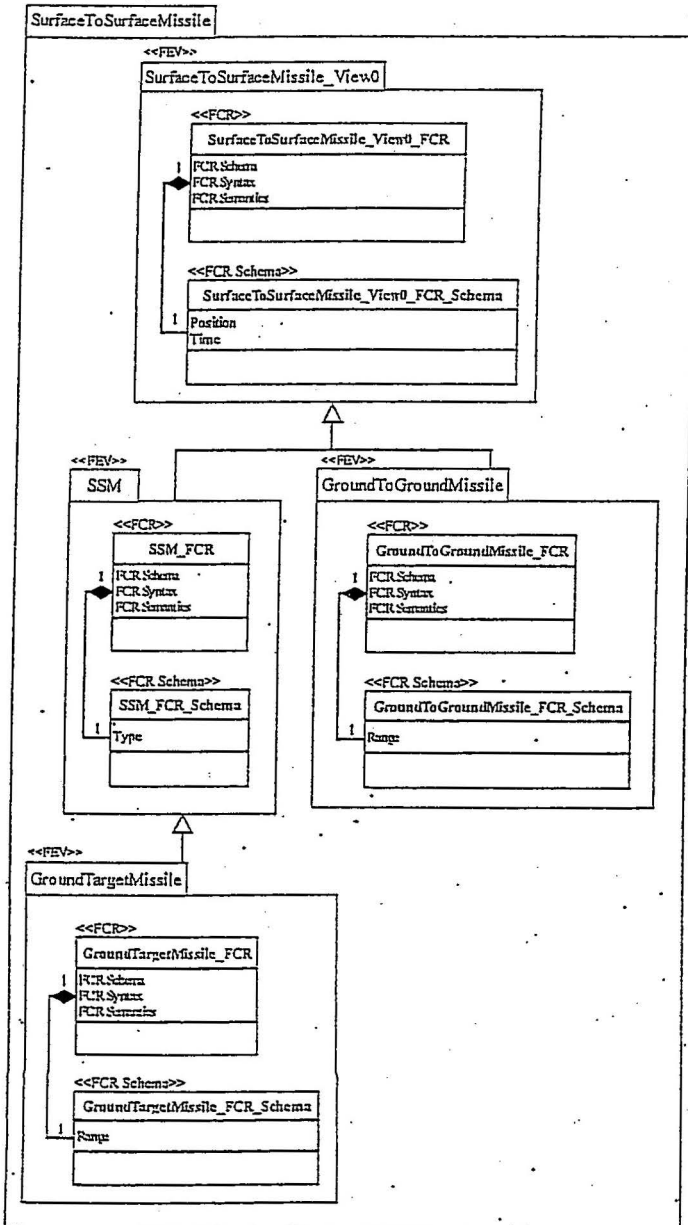 SurfaceToSurfaceMissile
<<FEV>>
SurfaceToSurfaceMissile_View0
<<FCR>>
SurfaceToSurfaceMissile_View0_FCR
1
FCR Schema
FCR Syntax
FCR Semantics
<<FCR Schema>>
SurfaceToSurfaceMissile_View0_FCR_Schema
1
Position
Time
<<FEV>>
SSM
<<FCR>>
SSM_FCR
1
FCR Schema
FCR Syntax
FCR Semantics
<<FCR Schema>>
SSM_FCR_Schema
1
Type
<<FEV>>
GroundToGroundMissile
<<FCR>>
GroundToGroundMissile_FCR
1
FCR Schema
FCR Syntax
FCR Semantics
<<FCR Schema>>
GroundToGroundMissile_FCR_Schema
1
Range
<<FEV>>
GroundTargetMissile
<<FCR>>
GroundTargetMissile_FCR
1
FCR Schema
FCR Syntax
FCR Semantics
<<FCR Schema>>
GroundTargetMissile_FCR_Schema
1
Range